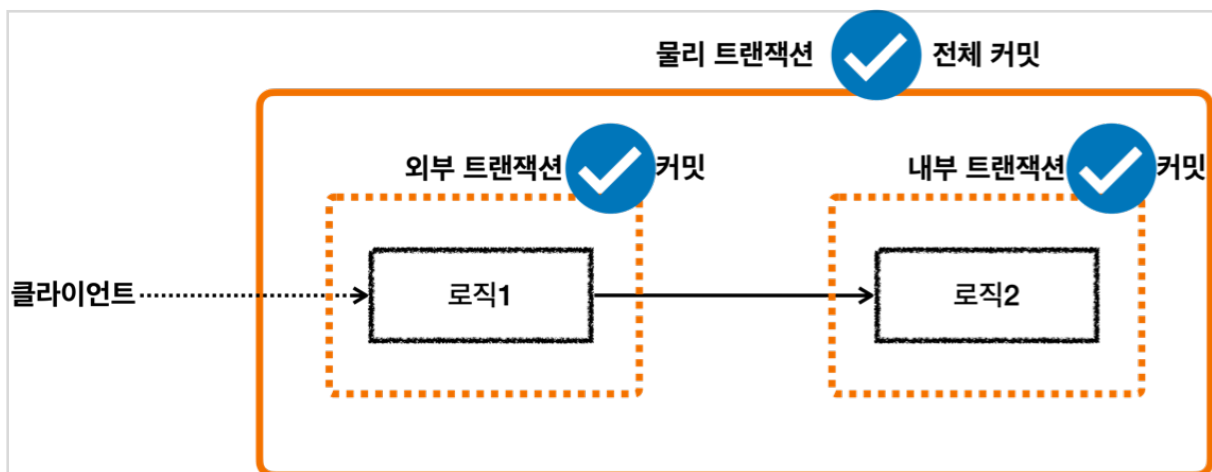 물리 트랜잭션 전체 커밋
외부 트랜잭션 커밋
내부 트랜잭션 커밋
클라이언트
로직1
로직2